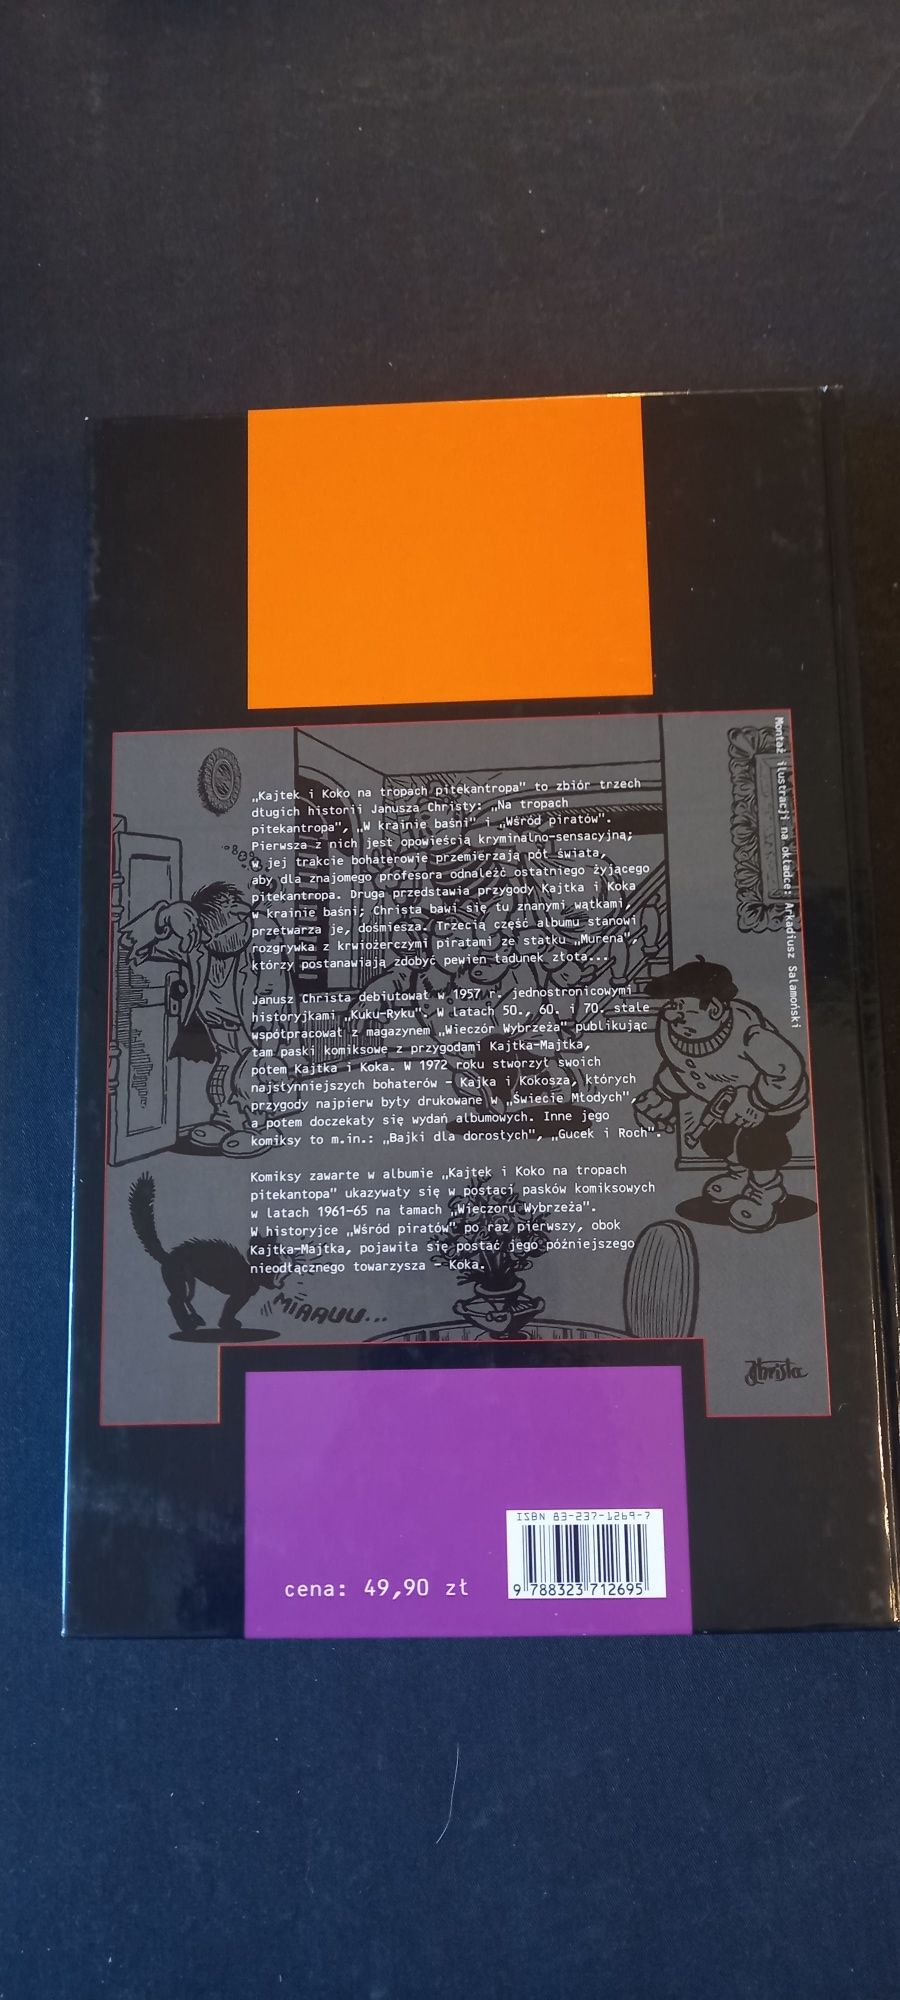 „Kajtek i Koko na tropach pitekantropa" to zbiór trzech
długich historii Janusza Christy: „Na tropach
pitekantropa", „W krainie baśni" i „Wśród piratów".
Pierwsza z nich jest opowieścią kryminalno-sensacyjną;
w jej trakcie bohaterowie przemierzają pół świata,
aby dla znajomego profesora odnaleźć ostatniego żyjącego
pitekantropa. Druga przedstawia przygody Kajtka i Koka
w krainie baśni; Christa bawi się tu znanymi wątkami,
przetwarza je, dośmiesza. Trzecią część albumu stanowi
rozgrywka z krwiożerczymi piratami ze statku „Murena",
którzy postanawiają zdobyć pewien ładunek złota...
Janusz Christa debiutował w 1957 r. jednostronicowymi
historyjkami „Kuku-Ryku". W latach 50., 60. i 70. stale
współpracował z magazynem „Wieczór Wybrzeża" publikując
tam paski komiksowe z przygodami Kajtka-Majtka,
potem Kajtka i Koka. W 1972 roku stworzył swoich
najsłynniejszych bohaterów – Kajka i Kokosza, których
przygody najpierw były drukowane w „Świecie Młodych",
a potem doczekały się wydań albumowych. Inne jego
komiksy to m.in.: „Bajki dla dorosłych", „Gucek i Roch".
Komiksy zawarte w albumie „Kajtek i Koko na tropach
pitekantopa" ukazywały się w postaci pasków komiksowych
w latach 1961–65 na łamach „Wieczoru Wybrzeża".
W historyjce „Wśród piratów" po raz pierwszy, obok
Kajtka-Majtka, pojawiła się postać jego późniejszego
nieodłącznego towarzysza – Koka.
Montaż ilustracji na okładce: Arkadiusz Salamoński
MIAAUU...
JChrista
cena: 49,90 zł
ISBN 83-237-1269-7
9 788323 712695